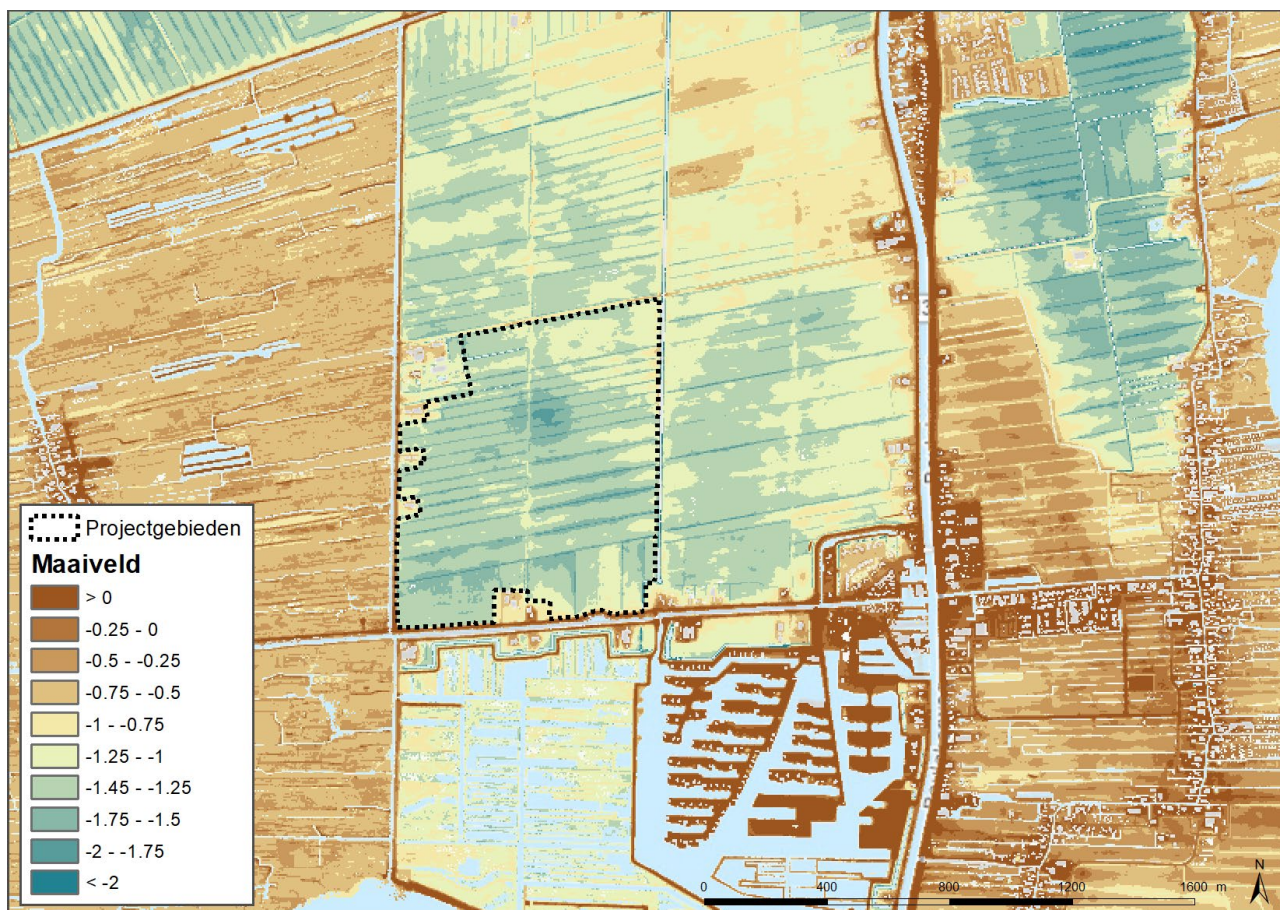 Projectgebieden
Maaiveld
> 0
-0.25 - 0
-0.5 - -0.25
-0.75 - -0.5
-1 - -0.75
-1.25 - -1
-1.45 - -1.25
-1.75 - -1.5
-2 - -1.75
< -2
N
0 400 800 1200 1600 m